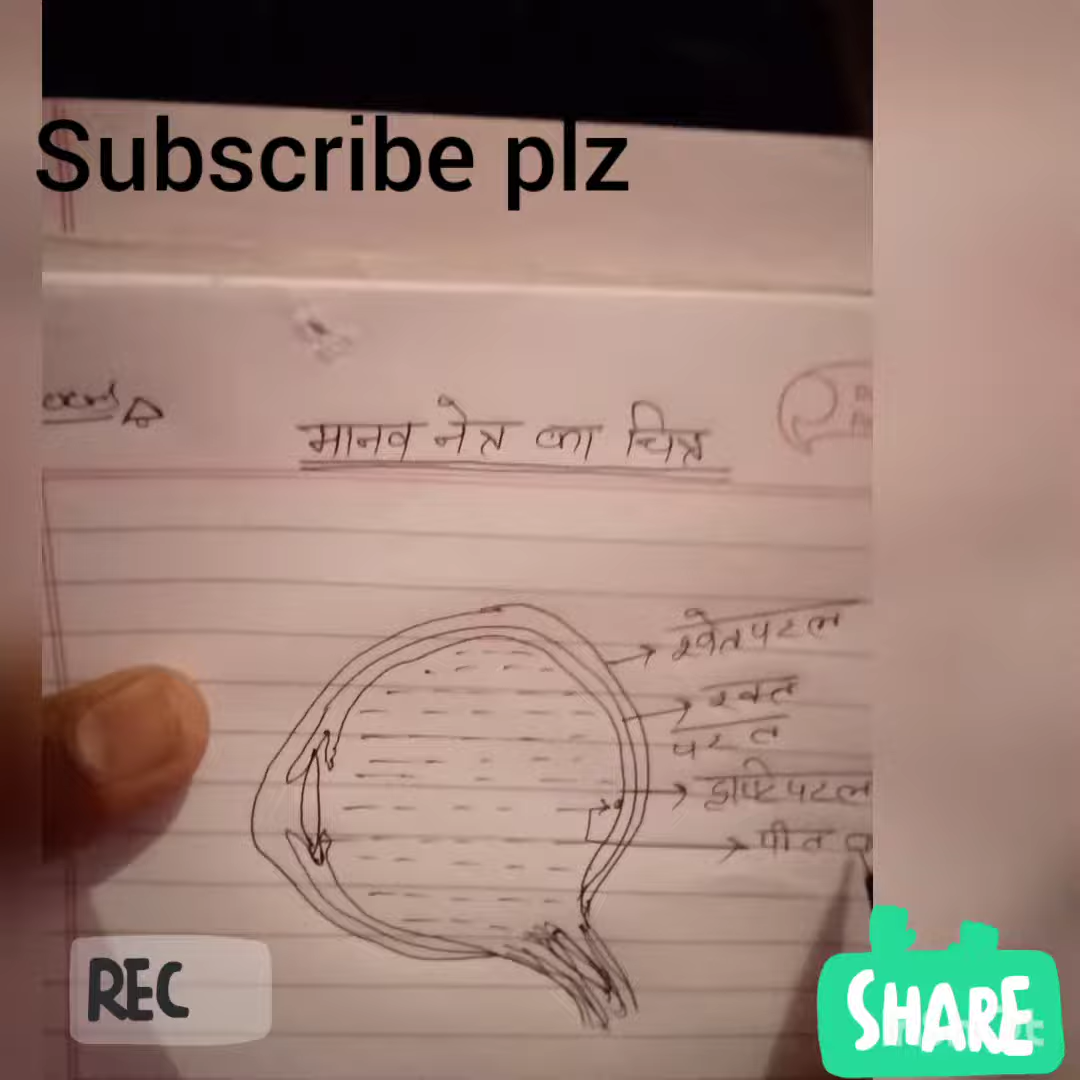 Subscribe plz
मानव नेत्र का चित्र
श्वेतपटल
रक्त
पटल
दृष्टिपटल
पीत
REC
SHARE